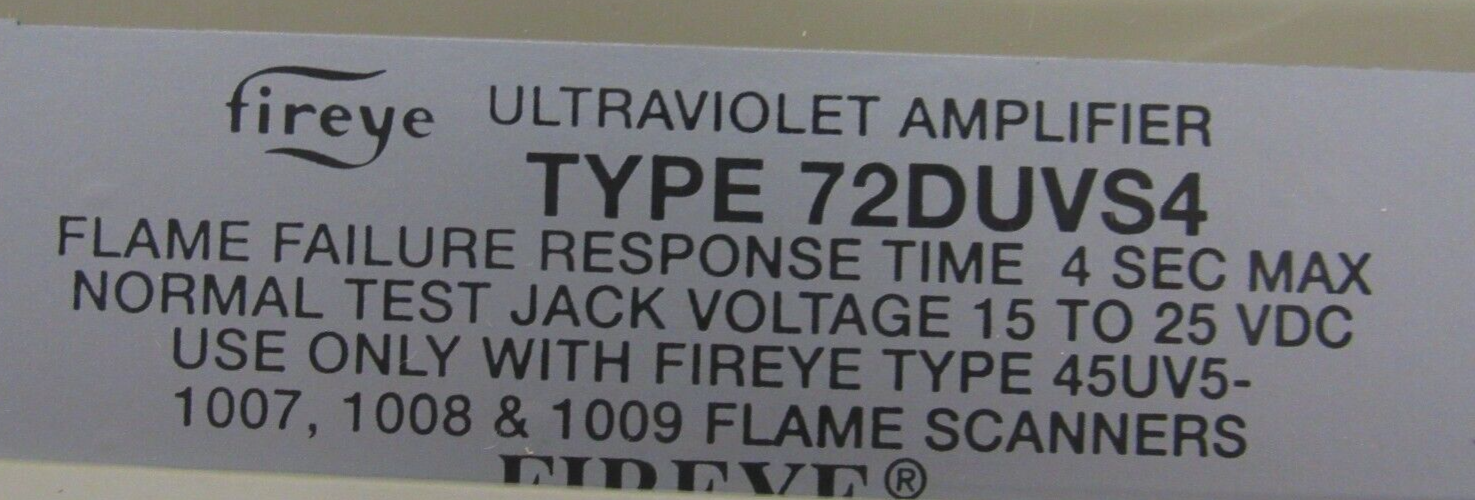 fireye ULTRAVIOLET AMPLIFIER
TYPE 72DUVS4
FLAME FAILURE RESPONSE TIME 4 SEC MAX
NORMAL TEST JACK VOLTAGE 15 TO 25 VDC
USE ONLY WITH FIREYE TYPE 45UV5-
1007, 1008 & 1009 FLAME SCANNERS
FIREYE®